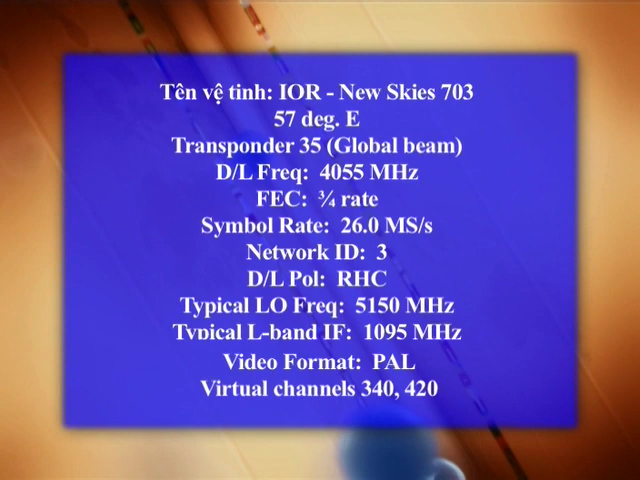 Tên vệ tinh: IOR - New Skies 703
57 deg. E
Transponder 35 (Global beam)
D/L Freq: 4055 MHz
FEC: ¾ rate
Symbol Rate: 26.0 MS/s
Network ID: 3
D/L Pol: RHC
Typical LO Freq: 5150 MHz
Typical L-band IF: 1095 MHz
Video Format: PAL
Virtual channels 340, 420